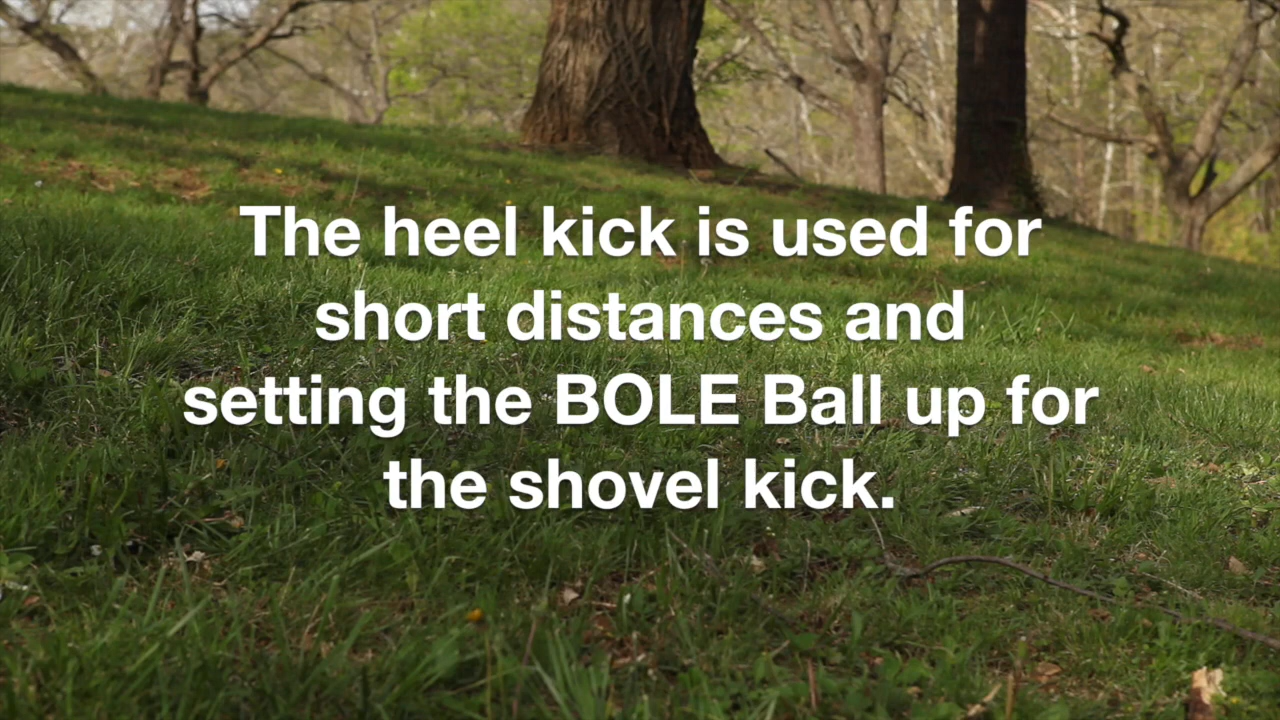 The heel kick is used for
short distances and
setting the BOLE Ball up for
the shovel kick.